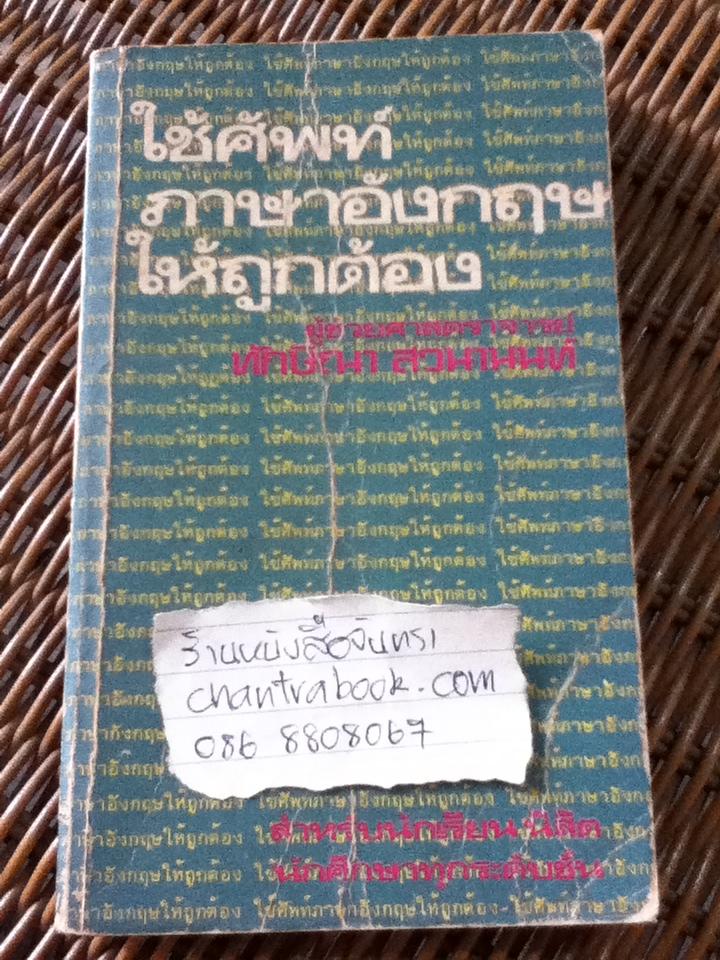 ใช้ศัพท์
ภาษาอังกฤษ
ให้ถูกต้อง
ผู้ช่วยศาสตราจารย์
ทักษิณา สวนานนท์
ร้านหนังสือจันทรา
chantrabook.com
086 8808067
สำหรับนักเรียน นิสิต
นักศึกษาทุกระดับชั้น